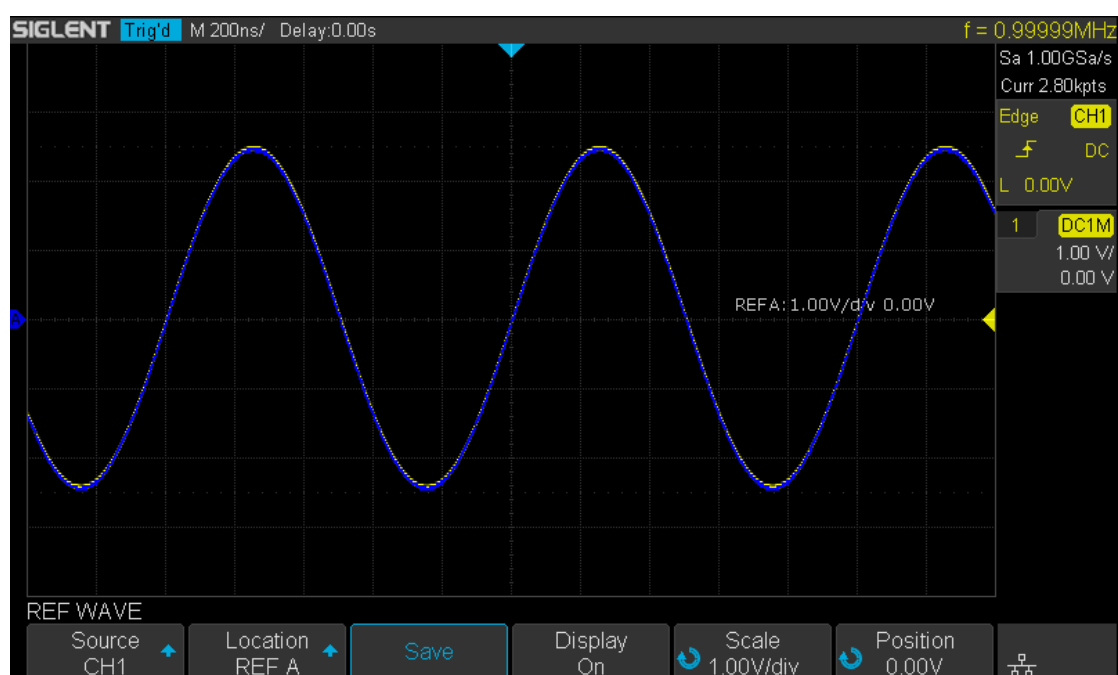 SIGLENT Trig'd M 200ns/ Delay:0.00s f = 0.99999MHz
Sa 1.00GSa/s
Curr 2.80kpts
Edge CH1
DC
L 0.00V
1 DC1M
1.00 V/
0.00 V
REFA:1.00V/div 0.00V
A
REF WAVE
Source
CH1
Location
REF A
Save
Display
On
Scale
1.00V/div
Position
0.00V